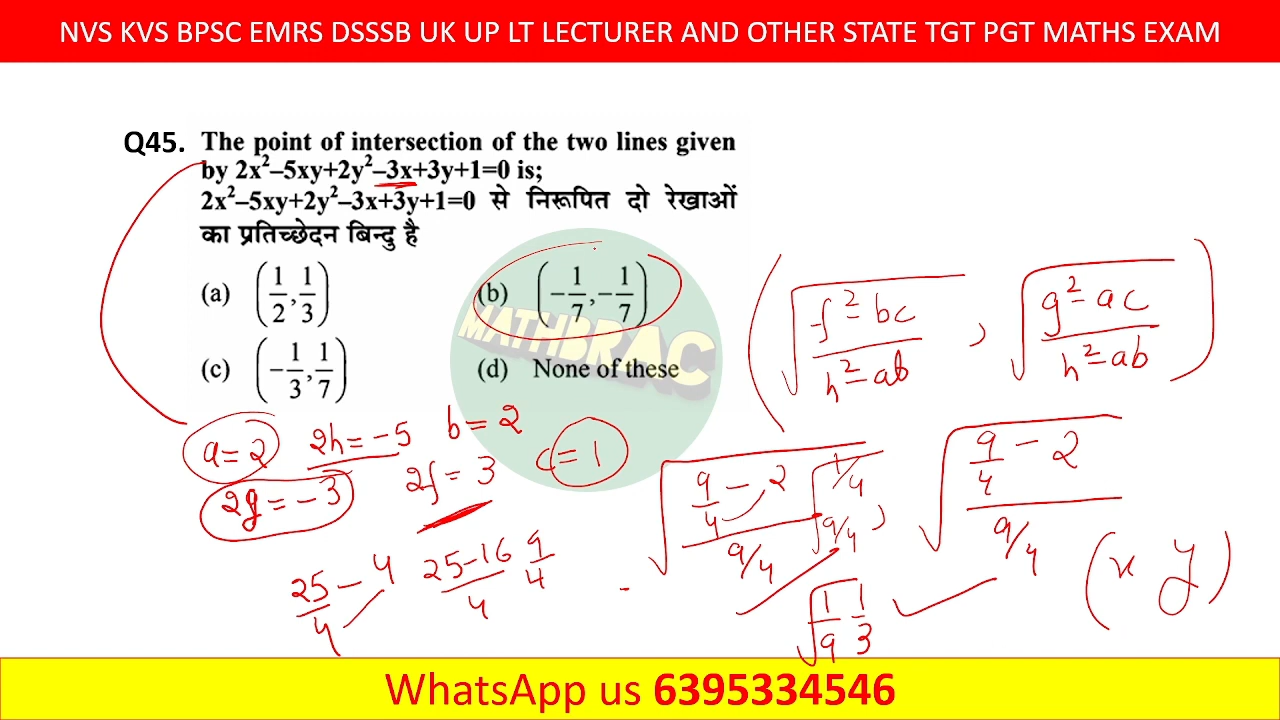 NVS KVS BPSC EMRS DSSSB UK UP LT LECTURER AND OTHER STATE TGT PGT MATHS EXAM
Q45. The point of intersection of the two lines given
by 2x²–5xy+2y²–3x+3y+1=0 is;
2x²–5xy+2y²–3x+3y+1=0 से निरूपित दो रेखाओं
का प्रतिच्छेदन बिन्दु है
(a) (1/2, 1/3) (b) (-1/7, -1/7)
(c) (-1/3, 1/7) (d) None of these
MATHBRAC
(√((f²-bc)/(h²-ab)), √((g²-ac)/(h²-ab)))
a=2 2h=-5 b=2
2g=-3 2f=3 c=1
√((9/4-2)/(9/4)) √(1/4)/√(9/4), √((9/4-2)/(9/4))
25/4-4 (25-16)/4 9/4
√(1/9) 1/3
(x y)
WhatsApp us 6395334546